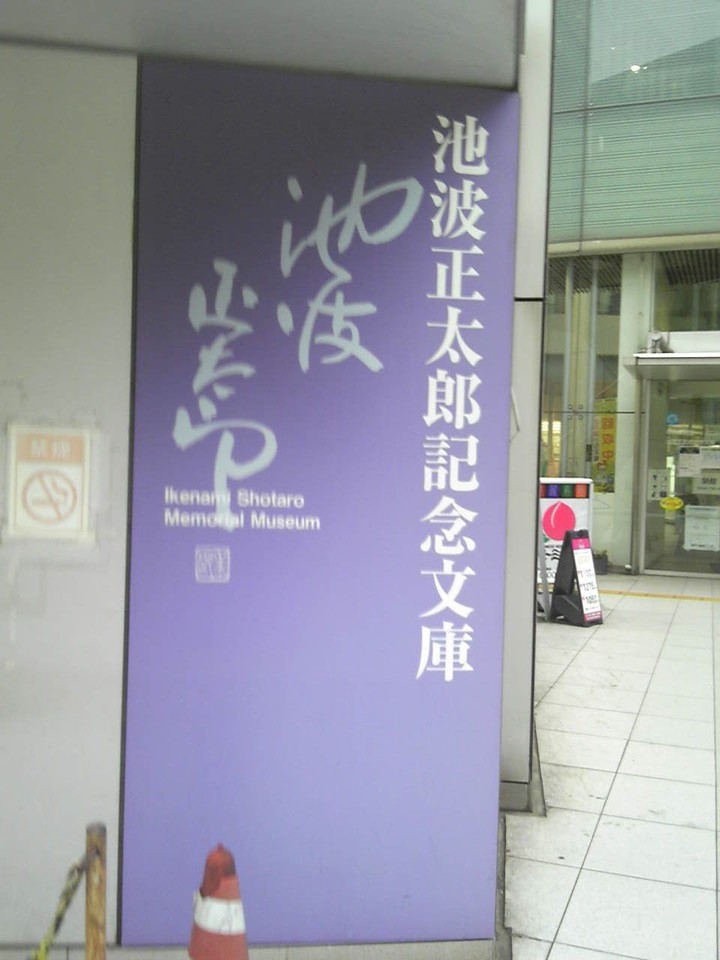 池波正太郎記念文庫
池波
正太郎
Ikenami Shotaro
Memorial Museum
禁煙